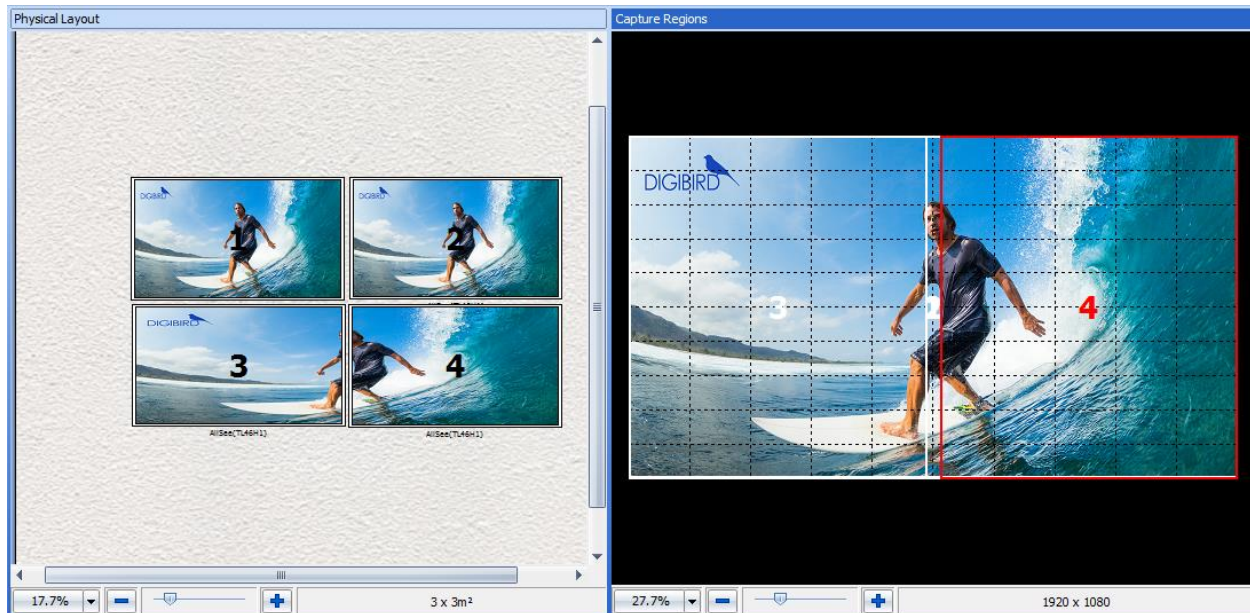 Physical Layout
DIGIBIRD
1
DIGIBIRD
2
DIGIBIRD
3
4
AllSee(TL46H1)
AllSee(TL46H1)
17.7%
3 x 3m²
Capture Regions
DIGIBIRD
3
4
27.7%
1920 x 1080